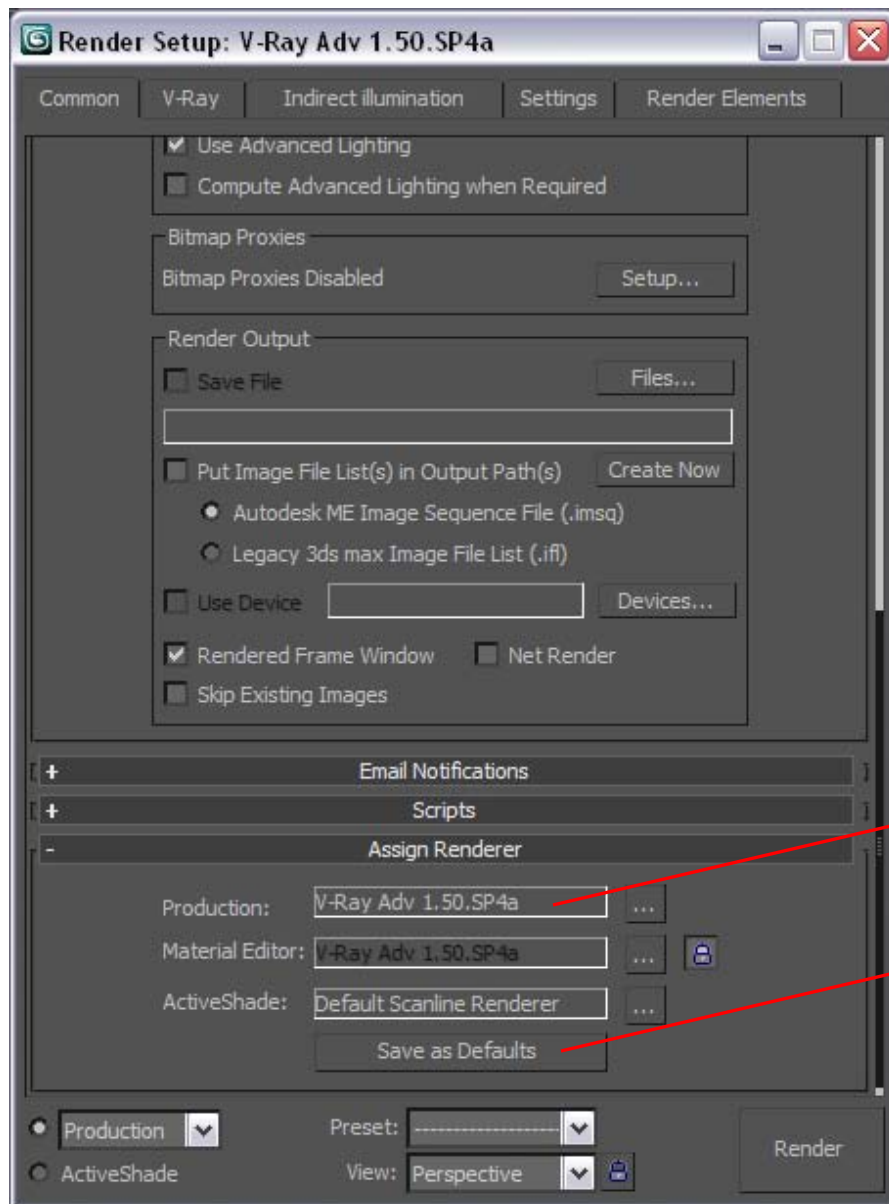 Render Setup: V-Ray Adv 1.50.SP4a
Common V-Ray Indirect illumination Settings Render Elements
Use Advanced Lighting
Compute Advanced Lighting when Required
Bitmap Proxies
Bitmap Proxies Disabled Setup...
Render Output
Save File Files...
Put Image File List(s) in Output Path(s) Create Now
Autodesk ME Image Sequence File (.imsq)
Legacy 3ds max Image File List (.ifl)
Use Device Devices...
Rendered Frame Window Net Render
Skip Existing Images
+ Email Notifications
+ Scripts
- Assign Renderer
Production: V-Ray Adv 1.50.SP4a ...
Material Editor: V-Ray Adv 1.50.SP4a ...
ActiveShade: Default Scanline Renderer ...
Save as Defaults
Production Preset: --------------------
ActiveShade View: Perspective Render